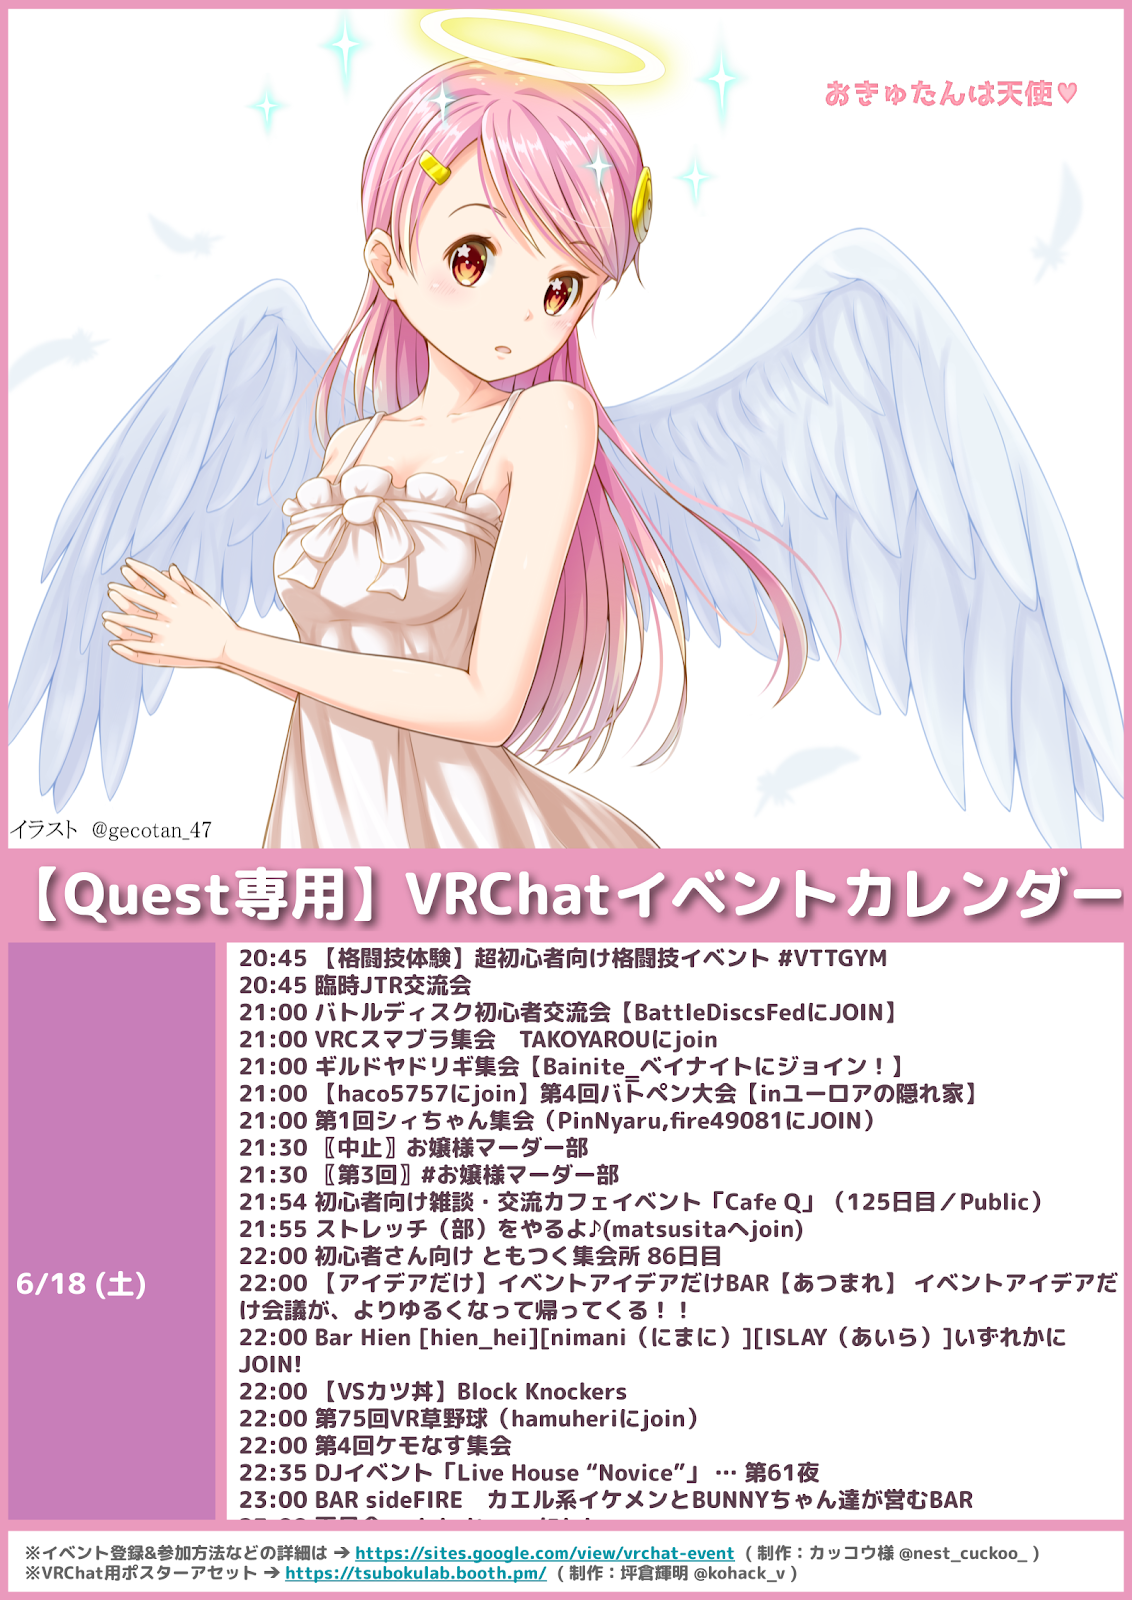 おきゅたんは天使♥
イラスト @gecotan_47
【Quest専用】VRChatイベントカレンダー
6/18 (土)
20:45 【格闘技体験】超初心者向け格闘技イベント #VTTGYM
20:45 臨時JTR交流会
21:00 バトルディスク初心者交流会【BattleDiscsFedにJOIN】
21:00 VRCスマブラ集会　TAKOYAROUにjoin
21:00 ギルドヤドリギ集会【Bainite_ベイナイトにジョイン！】
21:00 【haco5757にjoin】第4回バトペン大会【inユーロアの隠れ家】
21:00 第1回シィちゃん集会（PinNyaru,fire49081にJOIN）
21:30 〖中止〗お嬢様マーダー部
21:30 〖第3回〗#お嬢様マーダー部
21:54 初心者向け雑談・交流カフェイベント「Cafe Q」（125日目／Public）
21:55 ストレッチ（部）をやるよ♪(matsusitaへjoin)
22:00 初心者さん向け ともつく集会所 86日目
22:00 【アイデアだけ】イベントアイデアだけBAR【あつまれ】 イベントアイデアだ
け会議が、よりゆるくなって帰ってくる！！
22:00 Bar Hien [hien_hei][nimani（にまに）][ISLAY（あいら）]いずれかに
JOIN!
22:00 【VSカツ丼】Block Knockers
22:00 第75回VR草野球（hamuheriにjoin）
22:00 第4回ケモなす集会
22:35 DJイベント「Live House “Novice”」 … 第61夜
23:00 BAR sideFIRE　カエル系イケメンとBUNNYちゃん達が営むBAR
※イベント登録&参加方法などの詳細は ➔ https://sites.google.com/view/vrchat-event （制作：カッコウ様 @nest_cuckoo_ ）
※VRChat用ポスターアセット ➔ https://tsubokulab.booth.pm/ （制作：坪倉輝明 @kohack_v ）